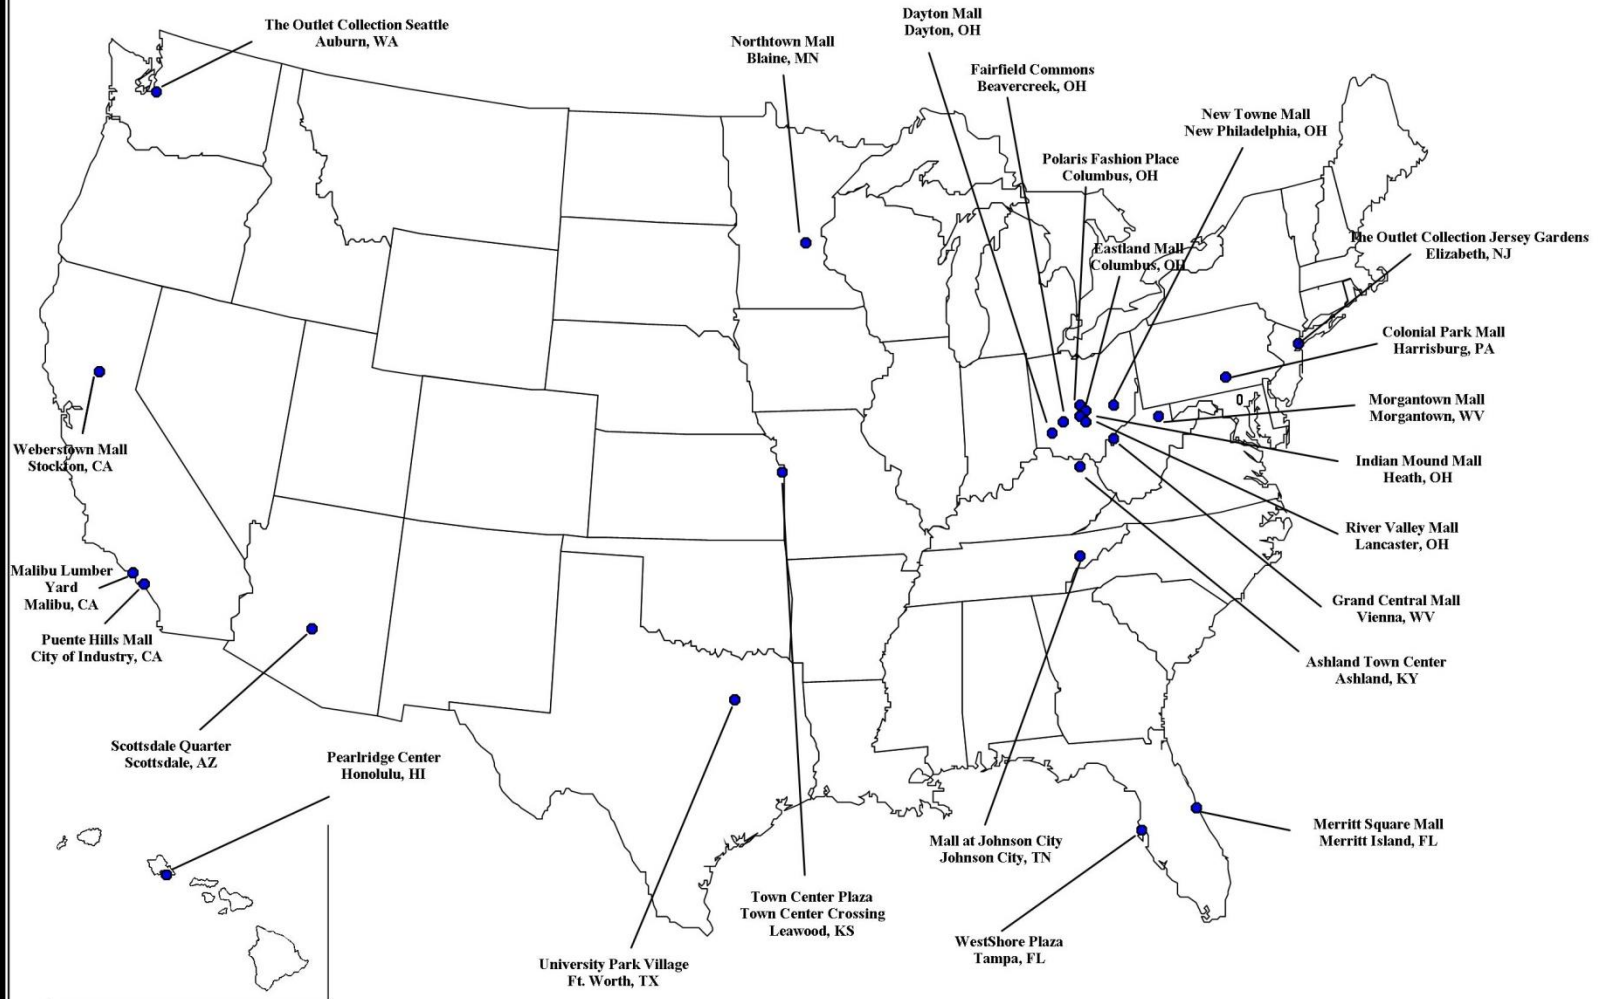 The Outlet Collection Seattle
Auburn, WA
Northtown Mall
Blaine, MN
Dayton Mall
Dayton, OH
Fairfield Commons
Beavercreek, OH
New Towne Mall
New Philadelphia, OH
Polaris Fashion Place
Columbus, OH
Eastland Mall
Columbus, OH
The Outlet Collection Jersey Gardens
Elizabeth, NJ
Colonial Park Mall
Harrisburg, PA
Morgantown Mall
Morgantown, WV
Indian Mound Mall
Heath, OH
River Valley Mall
Lancaster, OH
Grand Central Mall
Vienna, WV
Ashland Town Center
Ashland, KY
Weberstown Mall
Stockton, CA
Malibu Lumber
Yard
Malibu, CA
Puente Hills Mall
City of Industry, CA
Scottsdale Quarter
Scottsdale, AZ
Pearlridge Center
Honolulu, HI
University Park Village
Ft. Worth, TX
Town Center Plaza
Town Center Crossing
Leawood, KS
Mall at Johnson City
Johnson City, TN
WestShore Plaza
Tampa, FL
Merritt Square Mall
Merritt Island, FL